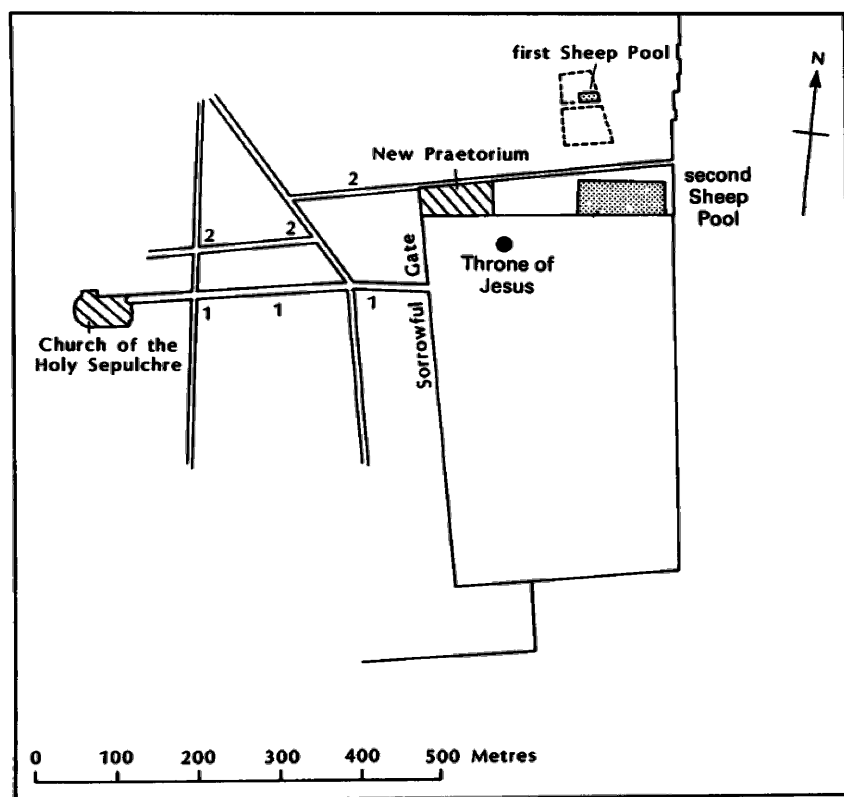 first Sheep Pool
N
New Praetorium
2
second
Sheep
Pool
2
2
Gate
Throne of
Jesus
1
1
1
Sorrowful
Church of the
Holy Sepulchre
0 100 200 300 400 500 Metres